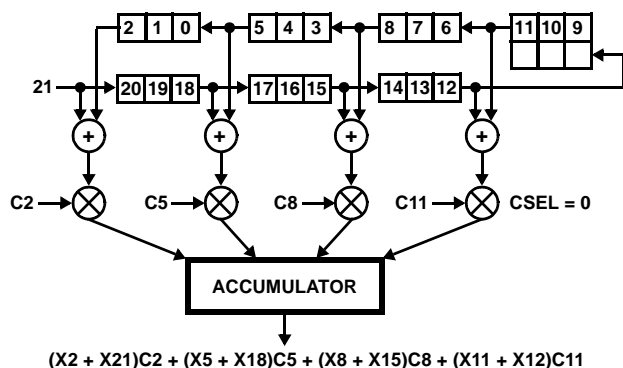 2 1 0 5 4 3 8 7 6 11 10 9
21 20 19 18 17 16 15 14 13 12
+ + + +
C2 C5 C8 C11 CSEL = 0
ACCUMULATOR
(X2 + X21)C2 + (X5 + X18)C5 + (X8 + X15)C8 + (X11 + X12)C11